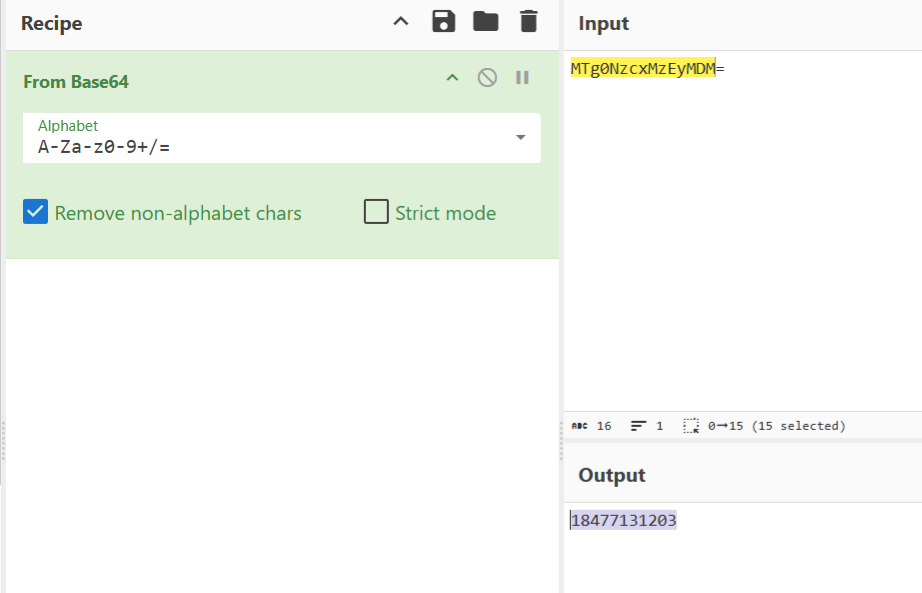 Recipe
From Base64
Alphabet
A-Za-z0-9+/=
Remove non-alphabet chars
Strict mode
Input
MTg0NzcxMzEyMDM=
ABC 16 1 0→15 (15 selected)
Output
18477131203